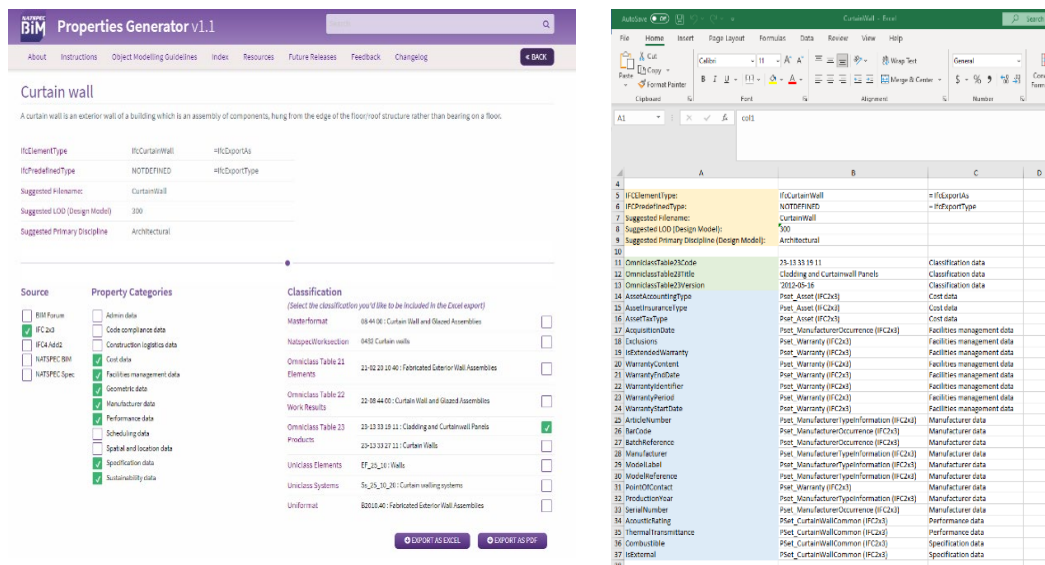 NATSPEC
BiM Properties Generator v1.1
Search
About Instructions Object Modelling Guidelines Index Resources Future Releases Feedback Changelog « BACK
Curtain wall
A curtain wall is an exterior wall of a building which is an assembly of components, hung from the edge of the floor/roof structure rather than bearing on a floor.
IfcElementType IfcCurtainWall =IfcExportAs
IfcPredefinedType NOTDEFINED =IfcExportType
Suggested Filename: CurtainWall
Suggested LOD (Design Model) 300
Suggested Primary Discipline Architectural
Source
BIM Forum
IFC 2x3
IFC4 Add2
NATSPEC BIM
NATSPEC Spec
Property Categories
Admin data
Code compliance data
Construction logistics data
Cost data
Facilities management data
Geometric data
Manufacturer data
Performance data
Scheduling data
Spatial and location data
Specification data
Sustainability data
Classification
(Select the classification you'd like to be included in the Excel export)
Masterformat 08 44 00 : Curtain Wall and Glazed Assemblies
NatspecWorksection 0432 Curtain walls
Omniclass Table 21
Elements
21-02 20 10 40 : Fabricated Exterior Wall Assemblies
Omniclass Table 22
Work Results
22-08 44 00 : Curtain Wall and Glazed Assemblies
Omniclass Table 23
Products
23-13 33 19 11 : Cladding and Curtainwall Panels
23-13 33 27 11 : Curtain Walls
Uniclass Elements EF_25_10 : Walls
Uniclass Systems Ss_25_10_20 : Curtain walling systems
Uniformat B2010.40 : Fabricated Exterior Wall Assemblies
EXPORT AS EXCEL EXPORT AS PDF
AutoSave Off CurtainWall - Excel Search
File Home Insert Page Layout Formulas Data Review View Help
Paste
Cut
Copy
Format Painter
Clipboard
Calibri 11 A A
B I U A
Font
Wrap Text
Merge & Center
Alignment
General
$ % 9
Number
A1 fx col1
A B C D
4
5 IFCElementType: IfcCurtainWall = IfcExportAs
6 IFCPredefinedType: NOTDEFINED = IfcExportType
7 Suggested Filename: CurtainWall
8 Suggested LOD (Design Model): 300
9 Suggested Primary Discipline (Design Model): Architectural
10
11 OmniclassTable23Code 23-13 33 19 11 Classification data
12 OmniclassTable23Title Cladding and Curtainwall Panels Classification data
13 OmniclassTable23Version '2012-05-16 Classification data
14 AssetAccountingType Pset_Asset (IFC2x3) Cost data
15 AssetInsuranceType Pset_Asset (IFC2x3) Cost data
16 AssetTaxType Pset_Asset (IFC2x3) Cost data
17 AcquisitionDate Pset_ManufacturerOccurrence (IFC2x3) Facilities management data
18 Exclusions Pset_Warranty (IFC2x3) Facilities management data
19 IsExtendedWarranty Pset_Warranty (IFC2x3) Facilities management data
20 WarrantyContent Pset_Warranty (IFC2x3) Facilities management data
21 WarrantyEndDate Pset_Warranty (IFC2x3) Facilities management data
22 WarrantyIdentifier Pset_Warranty (IFC2x3) Facilities management data
23 WarrantyPeriod Pset_Warranty (IFC2x3) Facilities management data
24 WarrantyStartDate Pset_Warranty (IFC2x3) Facilities management data
25 ArticleNumber Pset_ManufacturerTypeInformation (IFC2x3) Manufacturer data
26 BarCode Pset_ManufacturerOccurrence (IFC2x3) Manufacturer data
27 BatchReference Pset_ManufacturerOccurrence (IFC2x3) Manufacturer data
28 Manufacturer Pset_ManufacturerTypeInformation (IFC2x3) Manufacturer data
29 ModelLabel Pset_ManufacturerTypeInformation (IFC2x3) Manufacturer data
30 ModelReference Pset_ManufacturerTypeInformation (IFC2x3) Manufacturer data
31 PointOfContact Pset_Warranty (IFC2x3) Manufacturer data
32 ProductionYear Pset_ManufacturerTypeInformation (IFC2x3) Manufacturer data
33 SerialNumber Pset_ManufacturerOccurrence (IFC2x3) Manufacturer data
34 AcousticRating PSet_CurtainWallCommon (IFC2x3) Performance data
35 ThermalTransmittance PSet_CurtainWallCommon (IFC2x3) Performance data
36 Combustible PSet_CurtainWallCommon (IFC2x3) Specification data
37 IsExternal PSet_CurtainWallCommon (IFC2x3) Specification data